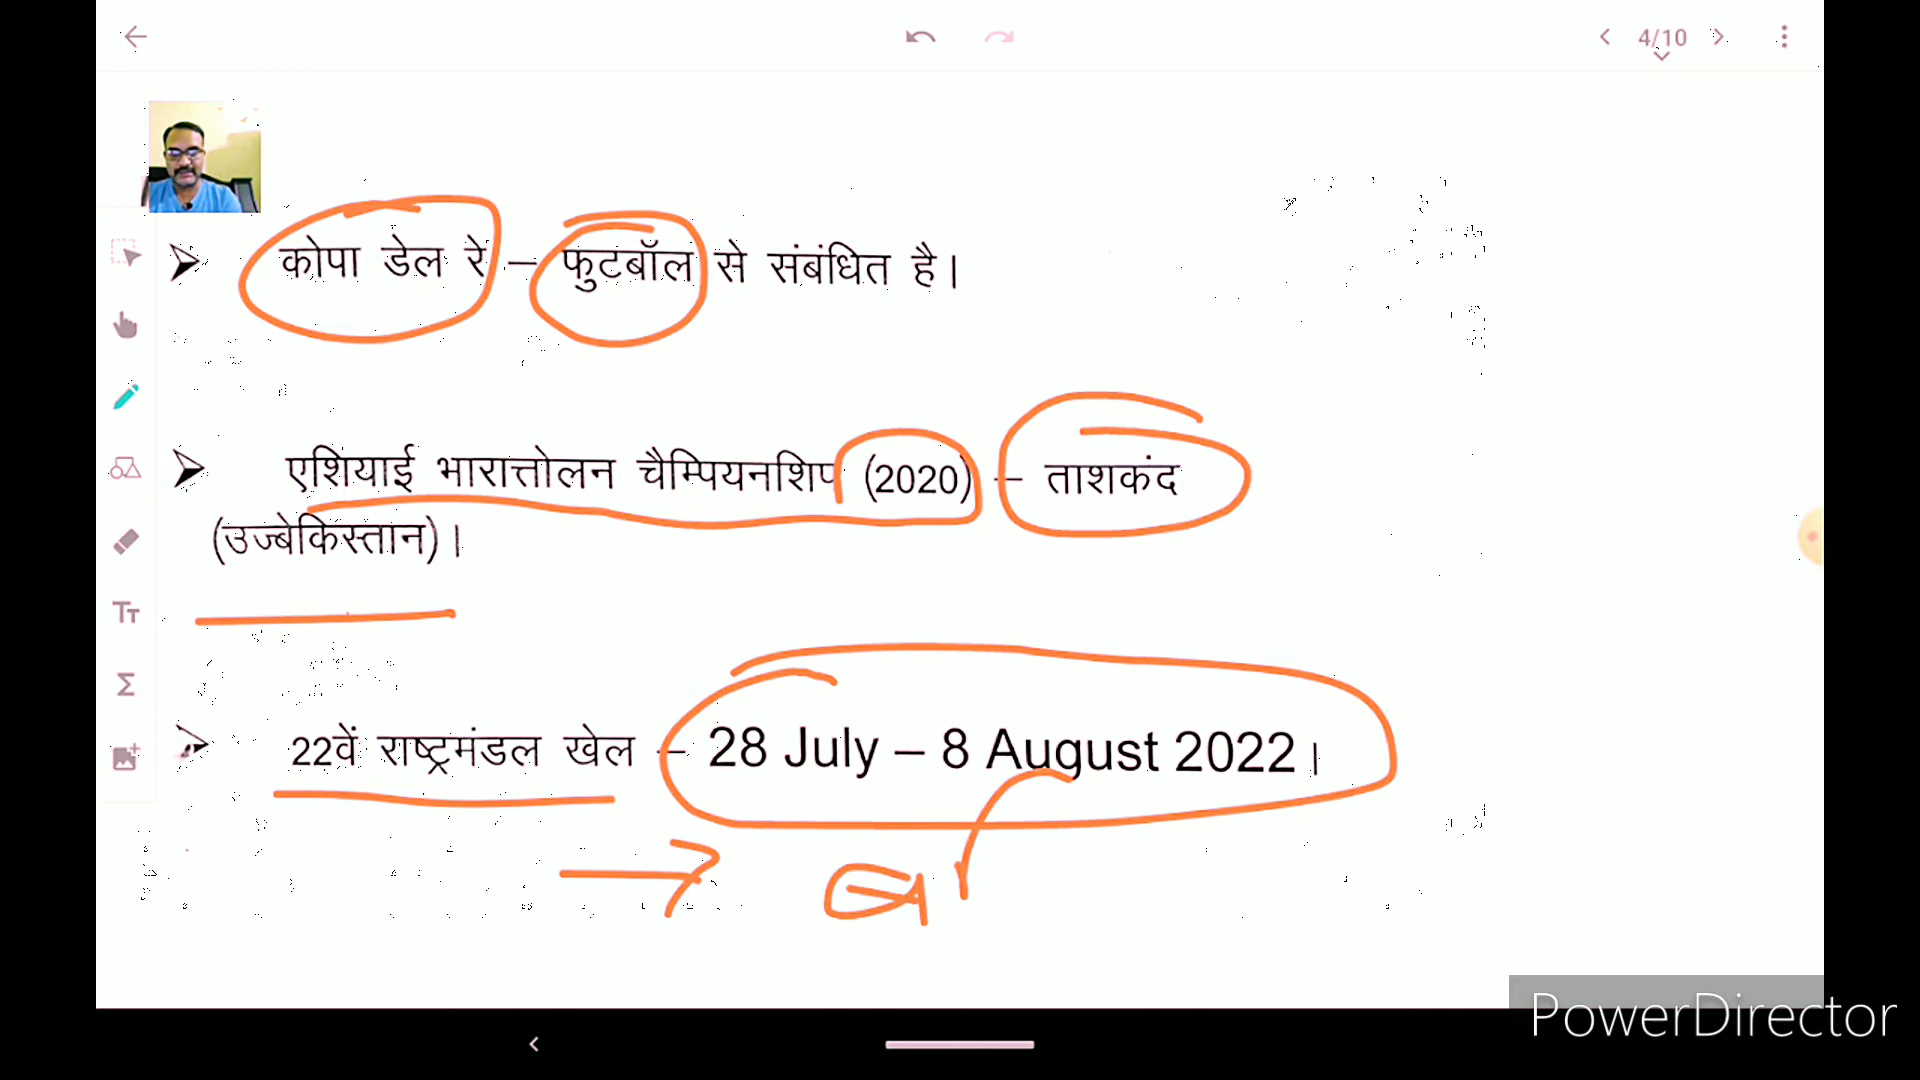 4/10
कोपा डेल रे – फुटबॉल से संबंधित है।
एशियाई भारात्तोलन चैम्पियनशिप (2020) – ताशकंद
(उज्बेकिस्तान)।
22वें राष्ट्रमंडल खेल – 28 July – 8 August 2022।
PowerDirector